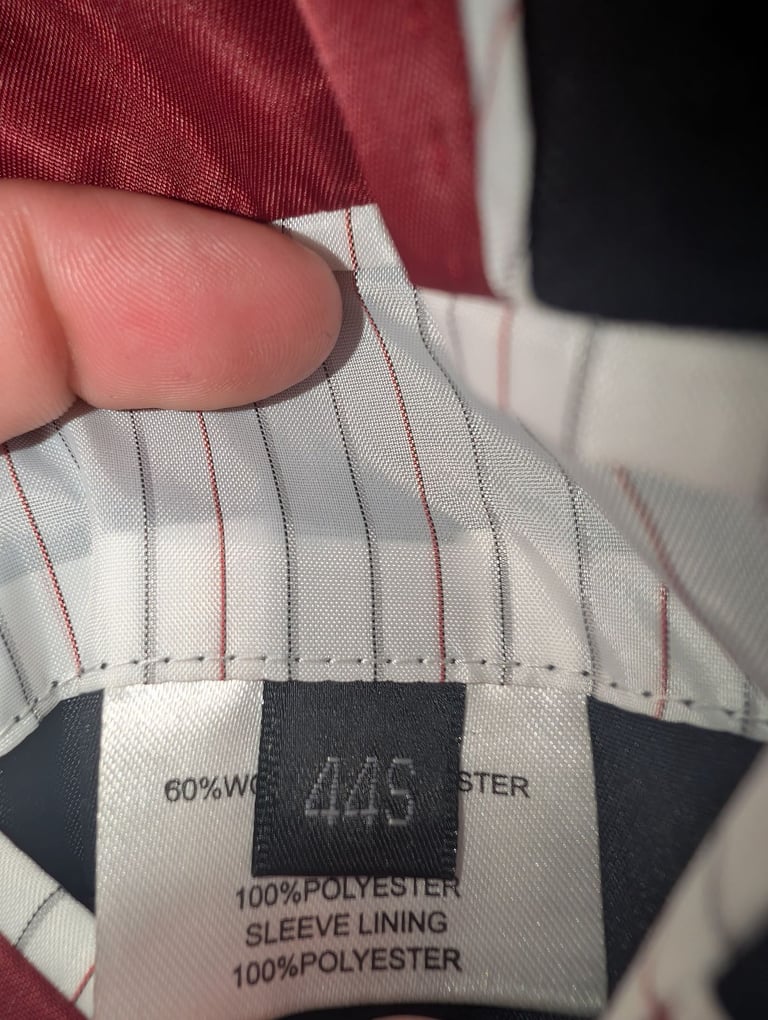 60%WO STER
44S
100%POLYESTER
SLEEVE LINING
100%POLYESTER